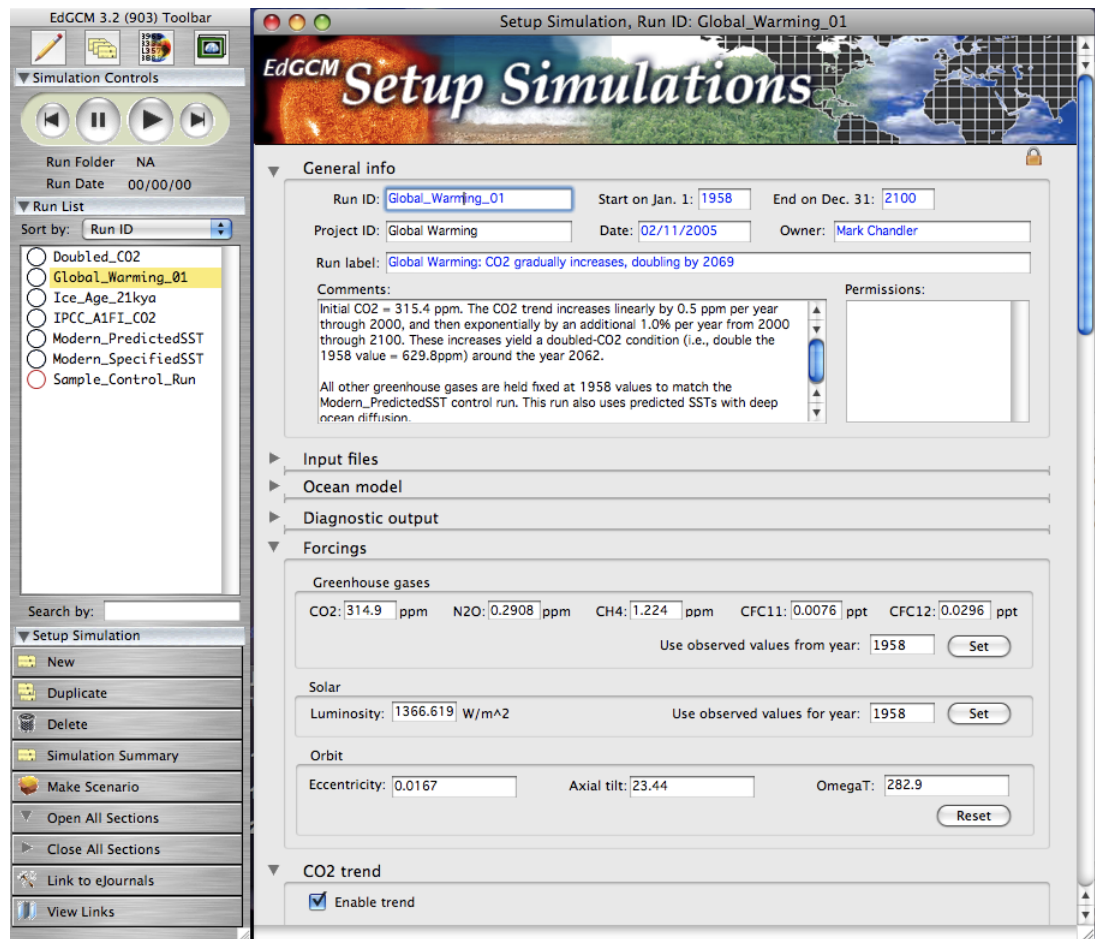 EdGCM 3.2 (903) Toolbar
Simulation Controls
Run Folder NA
Run Date 00/00/00
Run List
Sort by: Run ID
Doubled_CO2
Global_Warming_01
Ice_Age_21kya
IPCC_A1FI_CO2
Modern_PredictedSST
Modern_SpecifiedSST
Sample_Control_Run
Search by:
Setup Simulation
New
Duplicate
Delete
Simulation Summary
Make Scenario
Open All Sections
Close All Sections
Link to eJournals
View Links
Setup Simulation, Run ID: Global_Warming_01
EdGCM Setup Simulations
General info
Run ID: Global_Warming_01 Start on Jan. 1: 1958 End on Dec. 31: 2100
Project ID: Global Warming Date: 02/11/2005 Owner: Mark Chandler
Run label: Global Warming: CO2 gradually increases, doubling by 2069
Comments: Permissions:
Initial CO2 = 315.4 ppm. The CO2 trend increases linearly by 0.5 ppm per year
through 2000, and then exponentially by an additional 1.0% per year from 2000
through 2100. These increases yield a doubled-CO2 condition (i.e., double the
1958 value = 629.8ppm) around the year 2062.
All other greenhouse gases are held fixed at 1958 values to match the
Modern_PredictedSST control run. This run also uses predicted SSTs with deep
ocean diffusion.
Input files
Ocean model
Diagnostic output
Forcings
Greenhouse gases
CO2: 314.9 ppm N2O: 0.2908 ppm CH4: 1.224 ppm CFC11: 0.0076 ppt CFC12: 0.0296 ppt
Use observed values from year: 1958 Set
Solar
Luminosity: 1366.619 W/m^2 Use observed values for year: 1958 Set
Orbit
Eccentricity: 0.0167 Axial tilt: 23.44 OmegaT: 282.9
Reset
CO2 trend
Enable trend